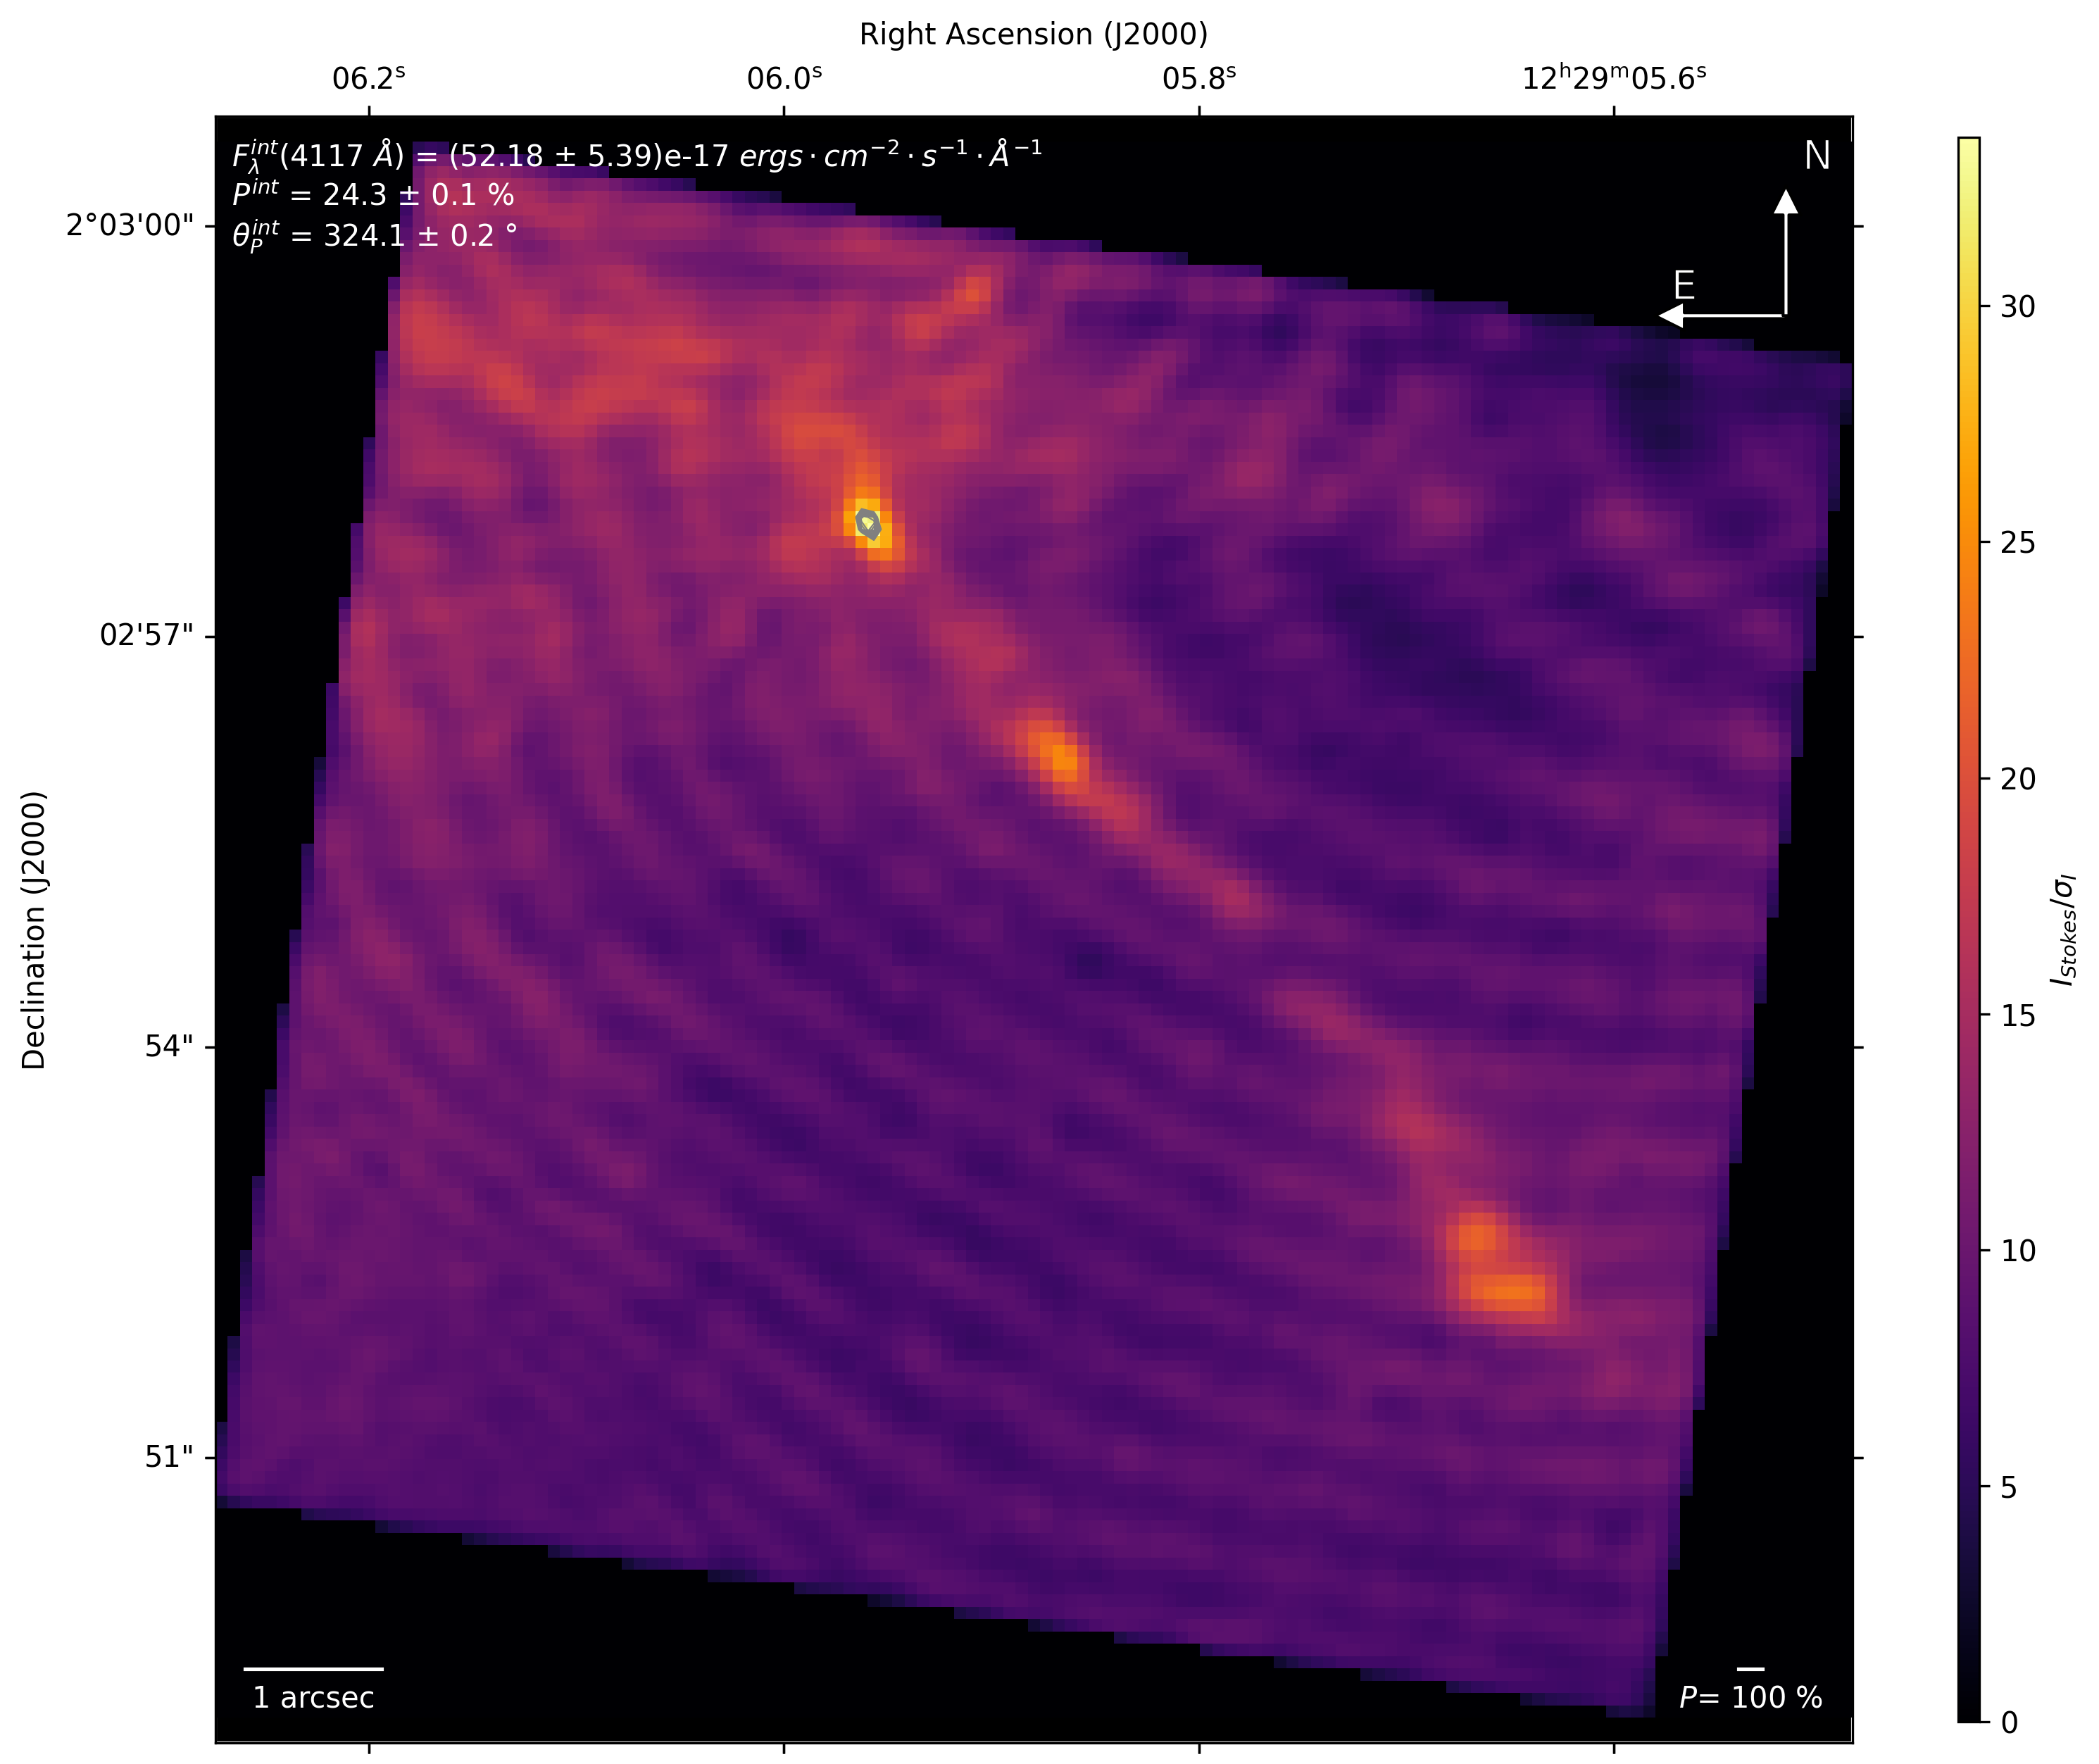 Right Ascension (J2000)
06.2ˢ 06.0ˢ 05.8ˢ 12ʰ29ᵐ05.6ˢ
F_λ^int(4117 Å) = (52.18 ± 5.39)e-17 ergs · cm⁻² · s⁻¹ · Å⁻¹
P^int = 24.3 ± 0.1 %
θ_P^int = 324.1 ± 0.2 °
N
E
2°03'00"
02'57"
54"
51"
Declination (J2000)
1 arcsec
P= 100 %
30
25
20
15
10
5
0
I_Stokes/σ_I